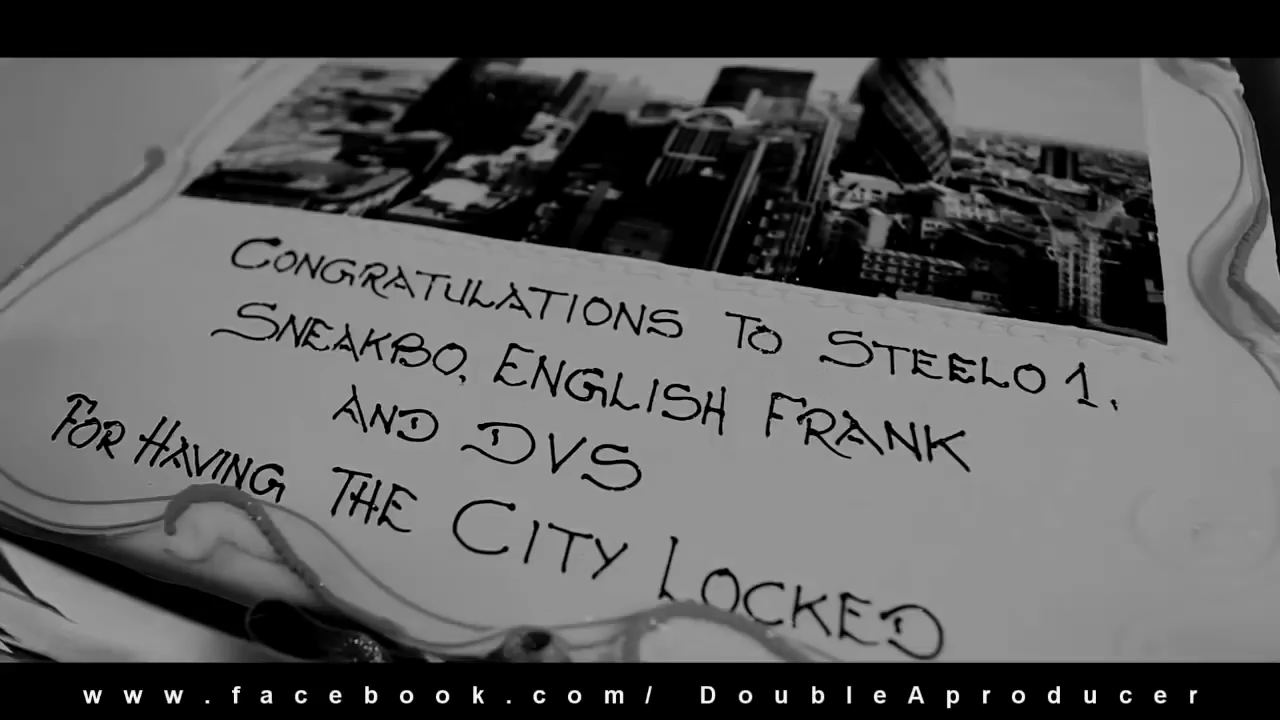 CONGRATULATIONS TO STEELO 1.
SNEAKBO, ENGLISH FRANK
AND DVS
FOR HAVING THE CITY LOCKED
www.facebook.com/ DoubleAproducer